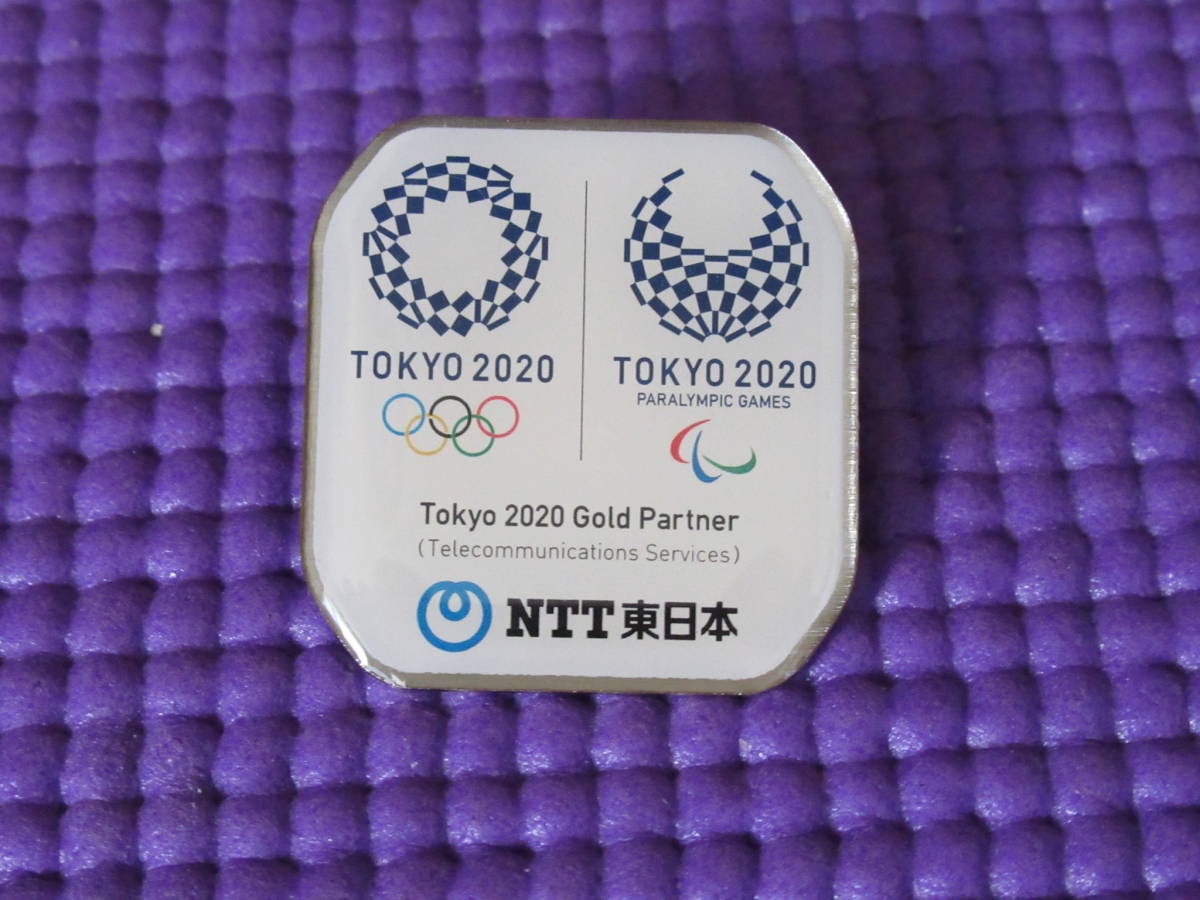 TOKYO 2020
TOKYO 2020
PARALYMPIC GAMES
Tokyo 2020 Gold Partner
(Telecommunications Services)
NTT東日本